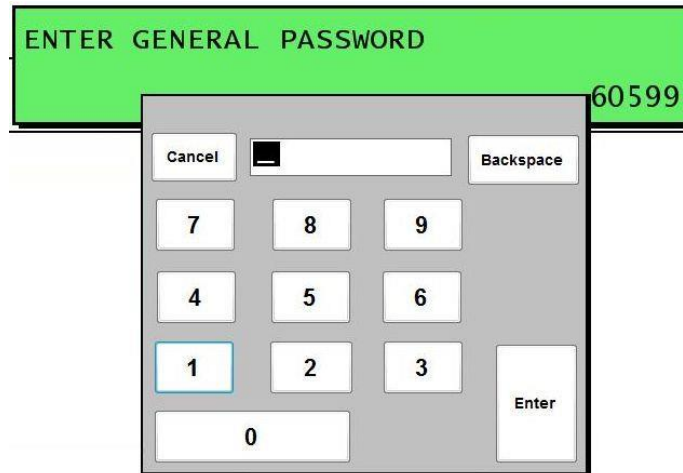 ENTER GENERAL PASSWORD
60599
Cancel
Backspace
7 8 9
4 5 6
1 2 3
Enter
0